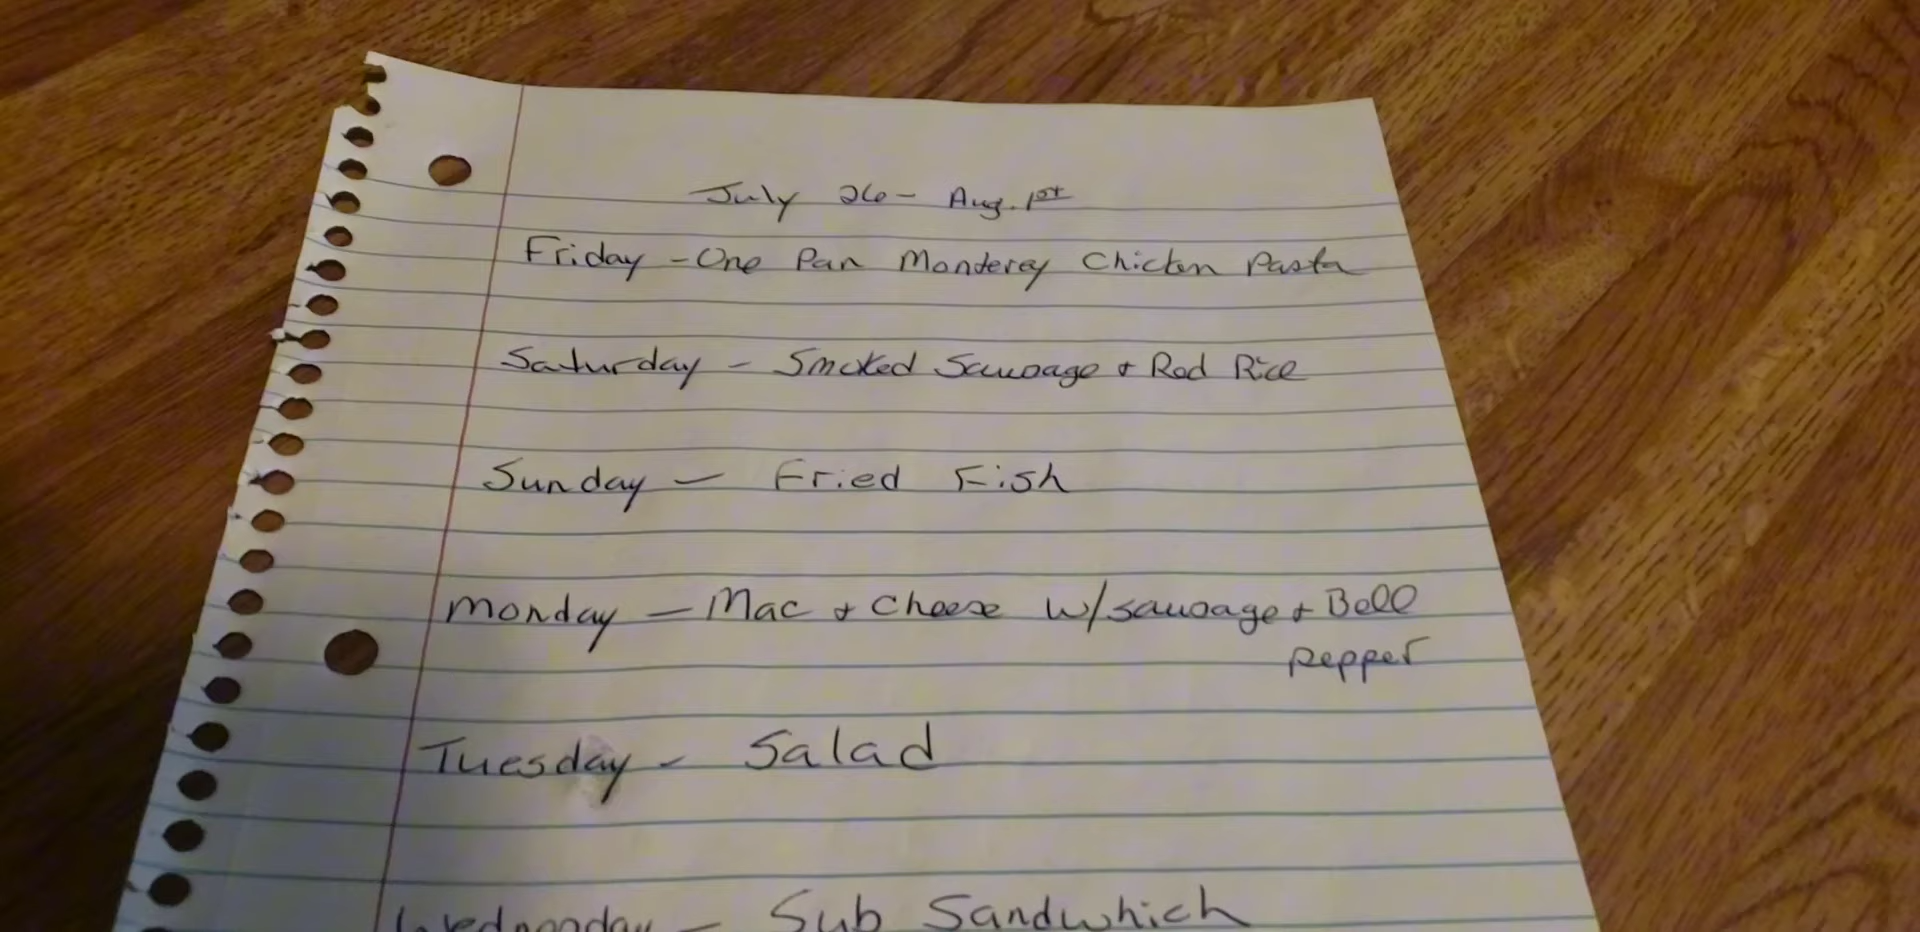 July 26 - Aug. 1st
Friday - One Pan Monterey Chicken Pasta
Saturday - Smoked Sausage + Red Rice
Sunday - Fried Fish
Monday - Mac + Cheese w/sausage + Bell
pepper
Tuesday - Salad
Wednesday - Sub Sandwhich